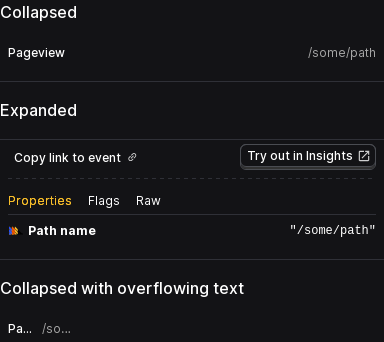 Collapsed
Pageview /some/path
Expanded
Copy link to event Try out in Insights
Properties Flags Raw
Path name "/some/path"
Collapsed with overflowing text
Pa... /so...